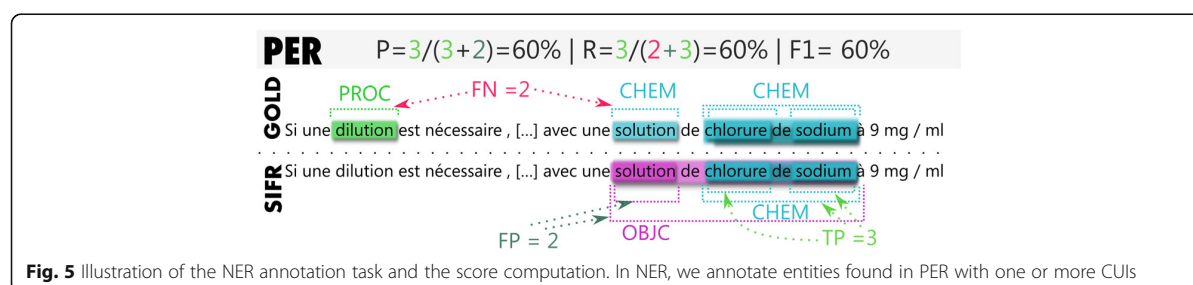 PER P=3/(3+2)=60% | R=3/(2+3)=60% | F1= 60%
PROC FN =2 CHEM CHEM
GOLD Si une dilution est nécessaire , [...] avec une solution de chlorure de sodium à 9 mg / ml
SIFR Si une dilution est nécessaire , [...] avec une solution de chlorure de sodium à 9 mg / ml
CHEM
FP = 2 OBJC TP =3
Fig. 5 Illustration of the NER annotation task and the score computation. In NER, we annotate entities found in PER with one or more CUIs